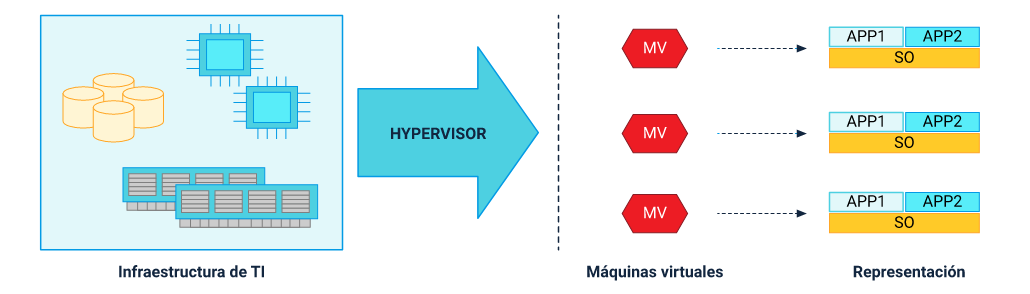 HYPERVISOR
MV
APP1 APP2
SO
MV
APP1 APP2
SO
MV
APP1 APP2
SO
Infraestructura de TI
Máquinas virtuales
Representación